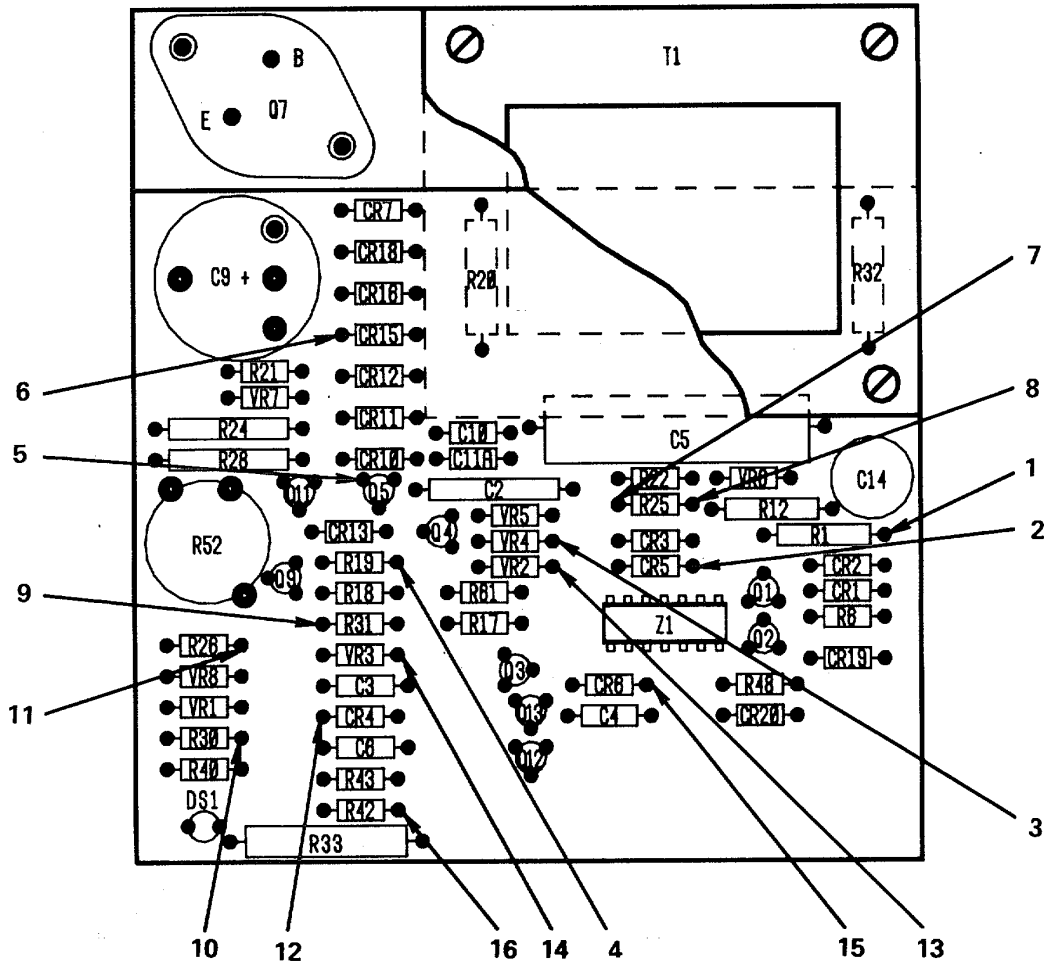 T1
B
Q7
E
CR7
CR18
C9 +
R20
R32
7
CR16
CR15
6
R21
CR12
8
VR7
CR11
R24
C10
C5
5
R28
CR10
C11A
1
R22
VR6
C14
Q11
Q5
C2
R25
R12
2
R52
CR13
Q4
VR5
R1
VR4
CR3
R19
VR2
CR5
CR2
9
Q9
R18
R61
Q1
CR1
R31
R17
Z1
R6
Q2
11
R26
VR3
Q3
CR19
VR8
C3
CR6
R48
VR1
CR4
Q13
C4
CR20
R30
C6
Q12
R40
R43
DS1
R42
3
R33
10
12
16
14
4
15
13